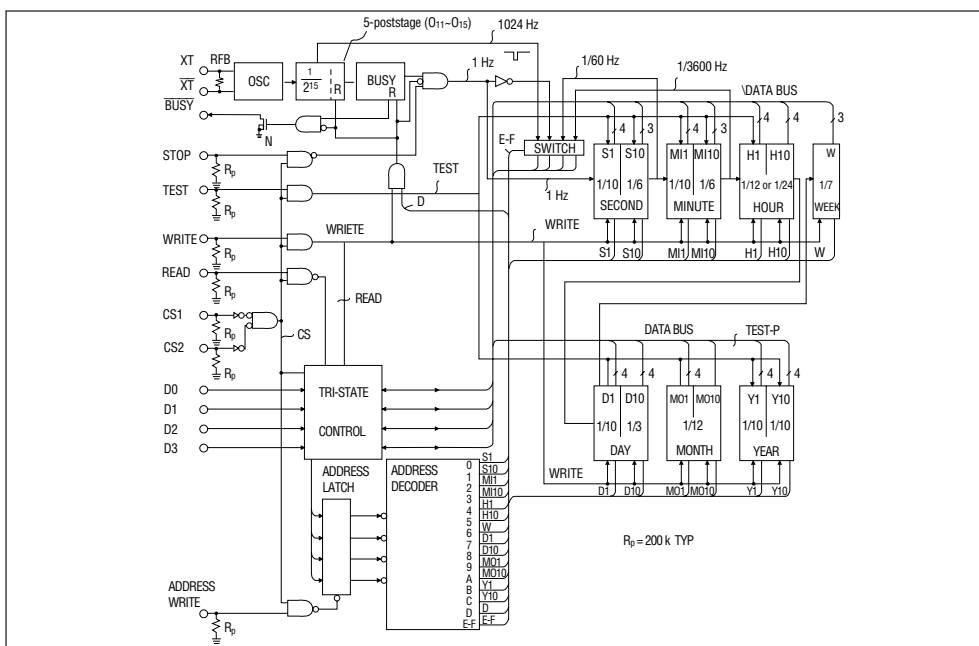 5-poststage (O11~O15)
1024 Hz
XT
RFB
XT
OSC
1
2^15
R
BUSY
R
1 Hz
1/60 Hz
1/3600 Hz
\DATA BUS
BUSY
N
E-F
SWITCH
4
3
4
3
4
4
3
S1
S10
MI1
MI10
H1
H10
W
1/10
1/6
1/10
1/6
1/12 or 1/24
1/7
SECOND
MINUTE
HOUR
WEEK
STOP
Rp
TEST
TEST
Rp
D
1 Hz
WRITE
WRIETE
WRITE
Rp
S1
S10
MI1
MI10
H1
H10
W
READ
Rp
READ
CS1
Rp
CS
CS2
Rp
DATA BUS
TEST-P
D0
D1
D2
D3
TRI-STATE
CONTROL
4
4
4
4
D1
D10
MO1
MO10
Y1
Y10
1/10
1/3
1/12
1/10
1/10
DAY
MONTH
YEAR
WRITE
D1
D10
MO1
MO10
Y1
Y10
ADDRESS
LATCH
ADDRESS
DECODER
0
S1
1
S10
2
MI1
3
MI10
4
H1
5
H10
6
W
7
D1
8
D10
9
MO1
A
MO10
B
Y1
C
Y10
D
D
E-F
E-F
Rp = 200 k TYP
ADDRESS
WRITE
Rp